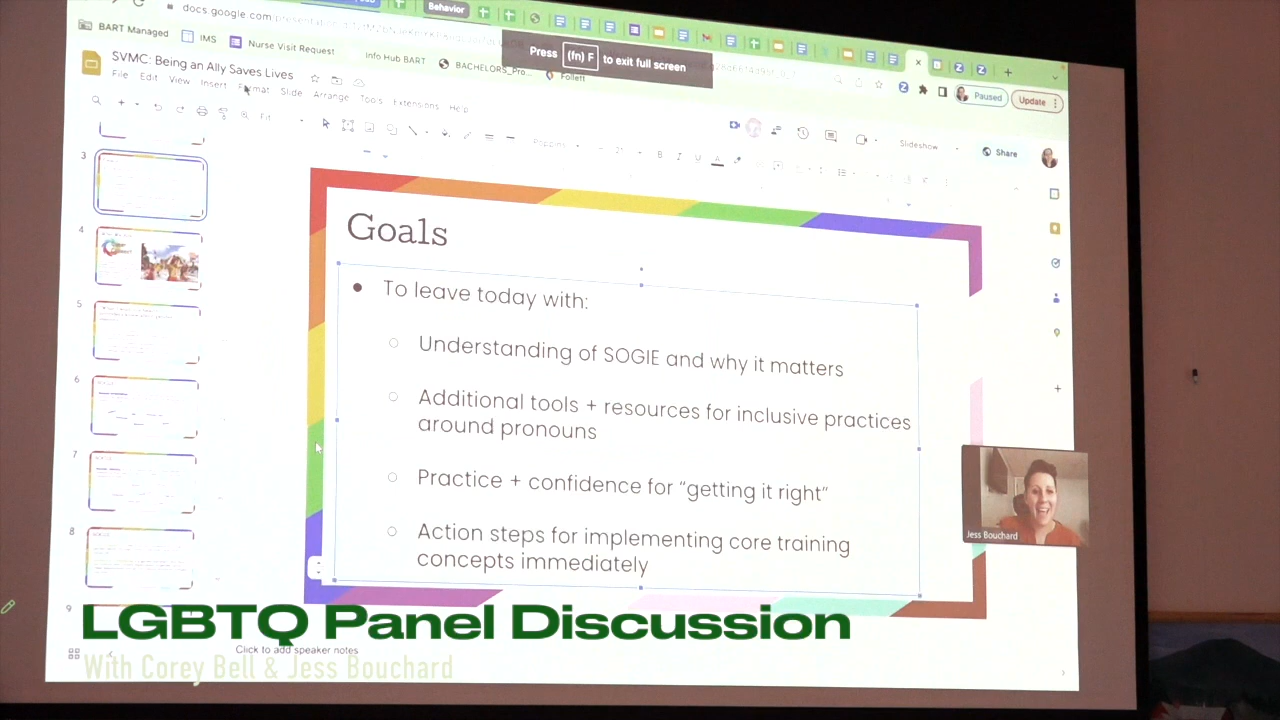 Behavior
docs.google.com/presentation
BART Managed
IMS
Nurse Visit Request
Info Hub BART
BACHELORS_Pro...
Follett
Press (fn) F to exit full screen
Paused
Update
SVMC: Being an Ally Saves Lives
File Edit View Insert Format Slide Arrange Tools Extensions Help
Fit
Poppins
B I U A
Slideshow
Share
3
4
5
6
7
8
9
Goals
To leave today with:
Understanding of SOGIE and why it matters
Additional tools + resources for inclusive practices
around pronouns
Practice + confidence for “getting it right”
Action steps for implementing core training
concepts immediately
Jess Bouchard
LGBTQ Panel Discussion
Click to add speaker notes
With Corey Bell & Jess Bouchard